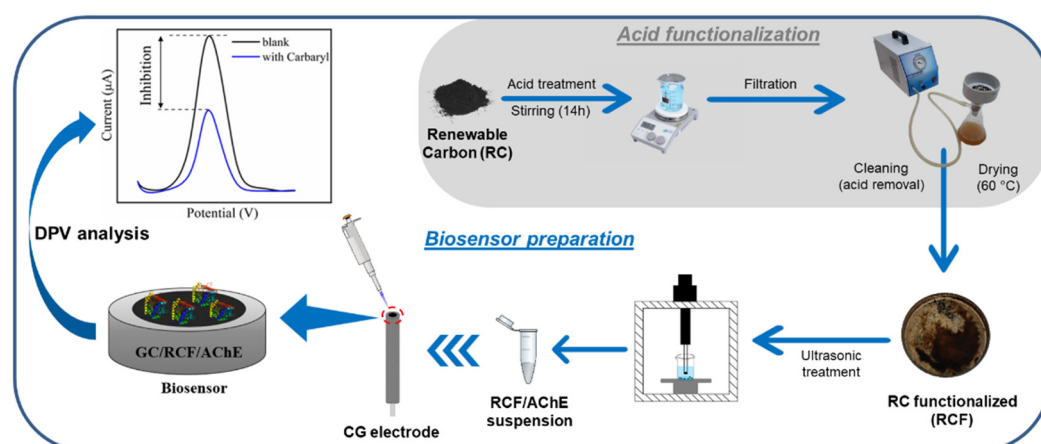 Acid functionalization
Acid treatment
Stirring (14h)
Renewable
Carbon (RC)
Filtration
Cleaning
(acid removal)
Drying
(60 °C)
Inhibition
blank
with Carbaryl
Current (µA)
Potential (V)
DPV analysis
Biosensor preparation
GC/RCF/AChE
Biosensor
CG electrode
RCF/AChE
suspension
Ultrasonic
treatment
RC functionalized
(RCF)